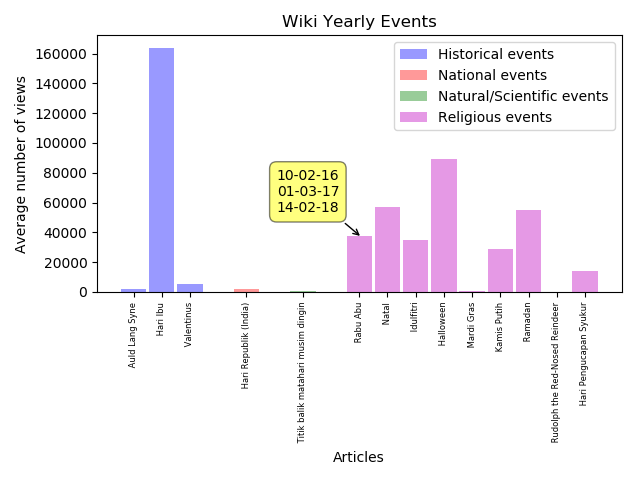 Wiki Yearly Events
Average number of views
160000
140000
120000
100000
80000
60000
40000
20000
0
Historical events
National events
Natural/Scientific events
Religious events
10-02-16
01-03-17
14-02-18
Auld Lang Syne
Hari Ibu
Valentinus
Hari Republik (India)
Titik balik matahari musim dingin
Rabu Abu
Natal
Idulfitri
Halloween
Mardi Gras
Kamis Putih
Ramadan
Rudolph the Red-Nosed Reindeer
Hari Pengucapan Syukur
Articles